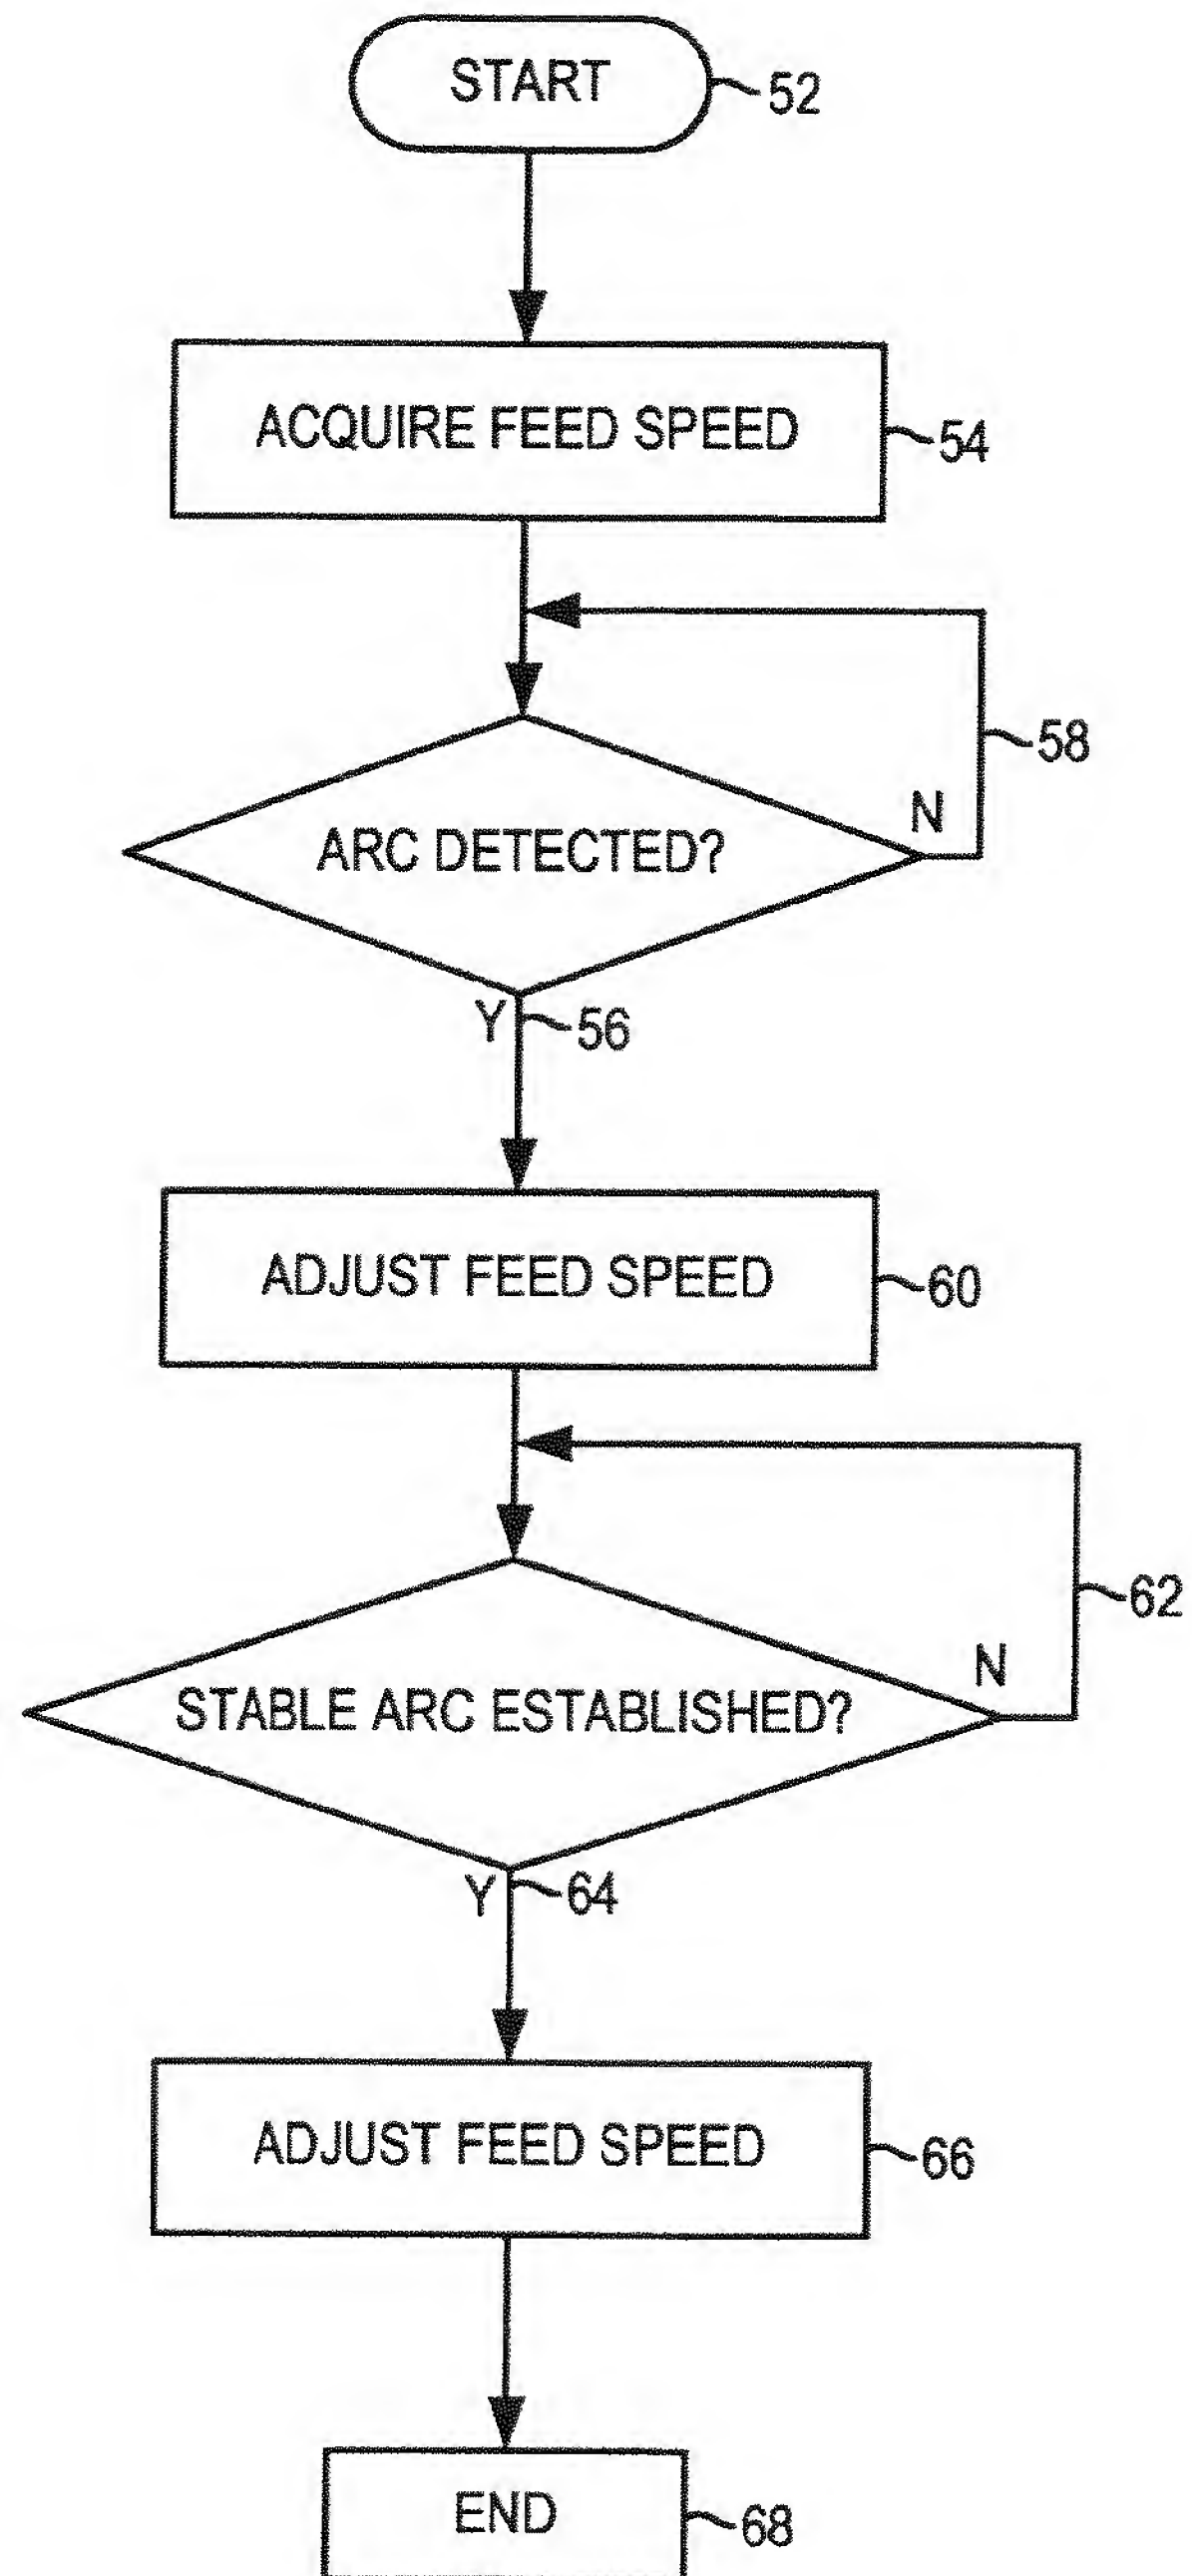 START
52
ACQUIRE FEED SPEED
54
58
N
ARC DETECTED?
Y
56
ADJUST FEED SPEED
60
62
N
STABLE ARC ESTABLISHED?
Y
64
ADJUST FEED SPEED
66
END
68